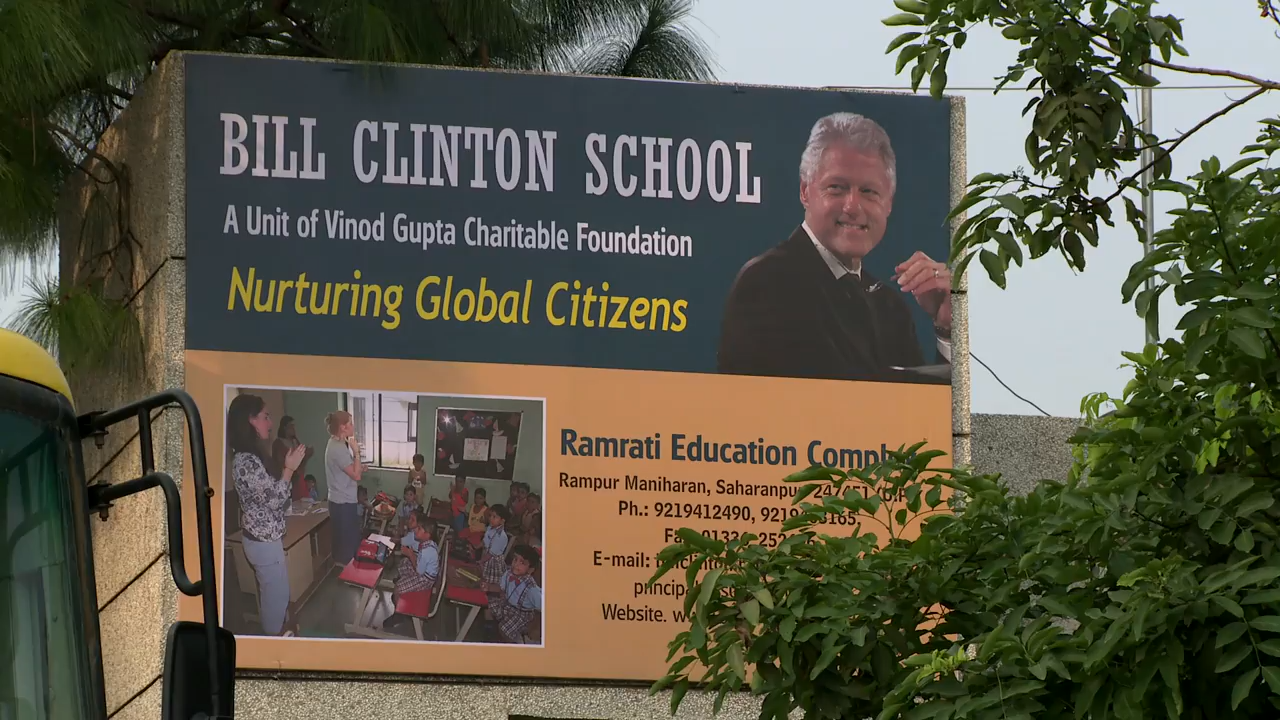 BILL CLINTON SCHOOL
A Unit of Vinod Gupta Charitable Foundation
Nurturing Global Citizens
Ramrati Education
Rampur Maniharan, Saharanpur
Ph.: 9219412490,
E-mail:
Website.